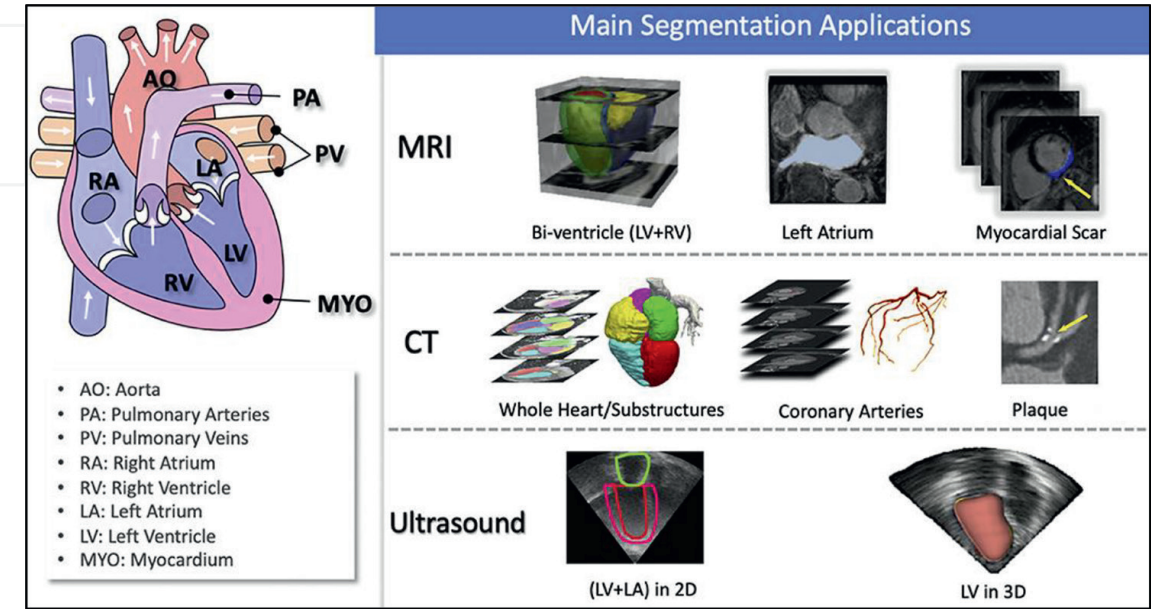 Main Segmentation Applications
AO
PA
PV
LA
RA
LV
RV
MYO
• AO: Aorta
• PA: Pulmonary Arteries
• PV: Pulmonary Veins
• RA: Right Atrium
• RV: Right Ventricle
• LA: Left Atrium
• LV: Left Ventricle
• MYO: Myocardium
MRI
Bi-ventricle (LV+RV)
Left Atrium
Myocardial Scar
CT
Whole Heart/Substructures
Coronary Arteries
Plaque
Ultrasound
(LV+LA) in 2D
LV in 3D